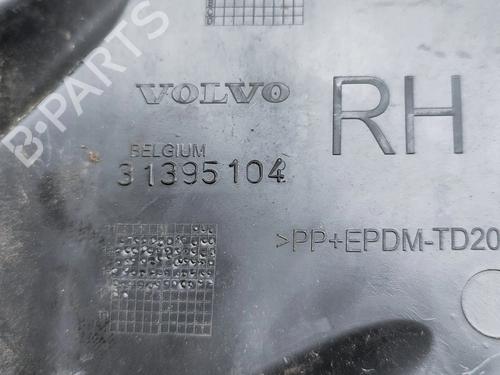 B-PARTS
VOLVO
RH
BELGIUM
31395104
>PP+EPDM-TD20